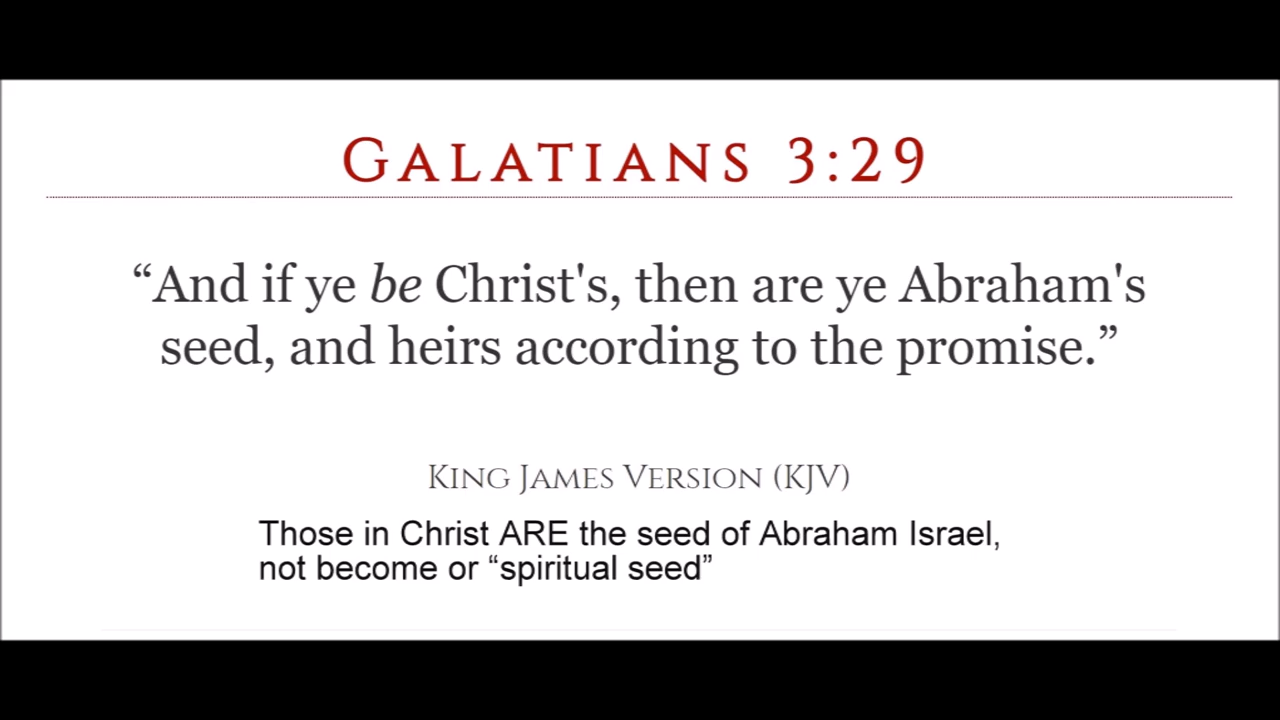 GALATIANS 3:29
“And if ye be Christ's, then are ye Abraham's
seed, and heirs according to the promise.”
KING JAMES VERSION (KJV)
Those in Christ ARE the seed of Abraham Israel,
not become or “spiritual seed”